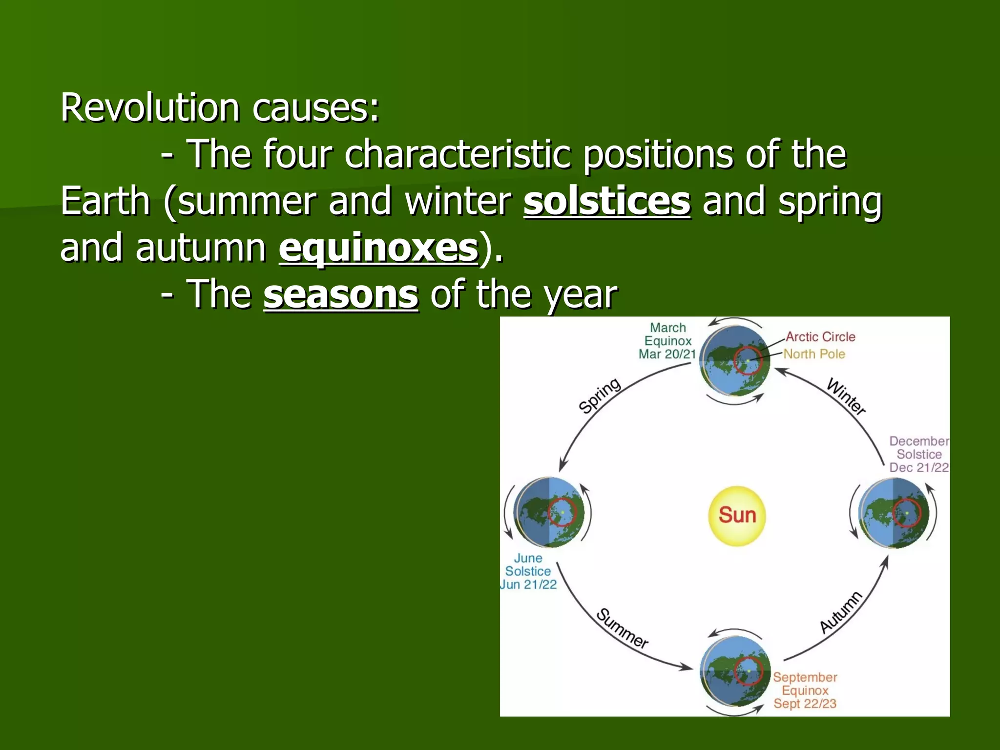 Revolution causes:
- The four characteristic positions of the
Earth (summer and winter solstices and spring
and autumn equinoxes).
- The seasons of the year
March
Equinox
Mar 20/21
Arctic Circle
North Pole
Spring
Winter
December
Solstice
Dec 21/22
Sun
June
Solstice
Jun 21/22
Summer
Autumn
September
Equinox
Sept 22/23